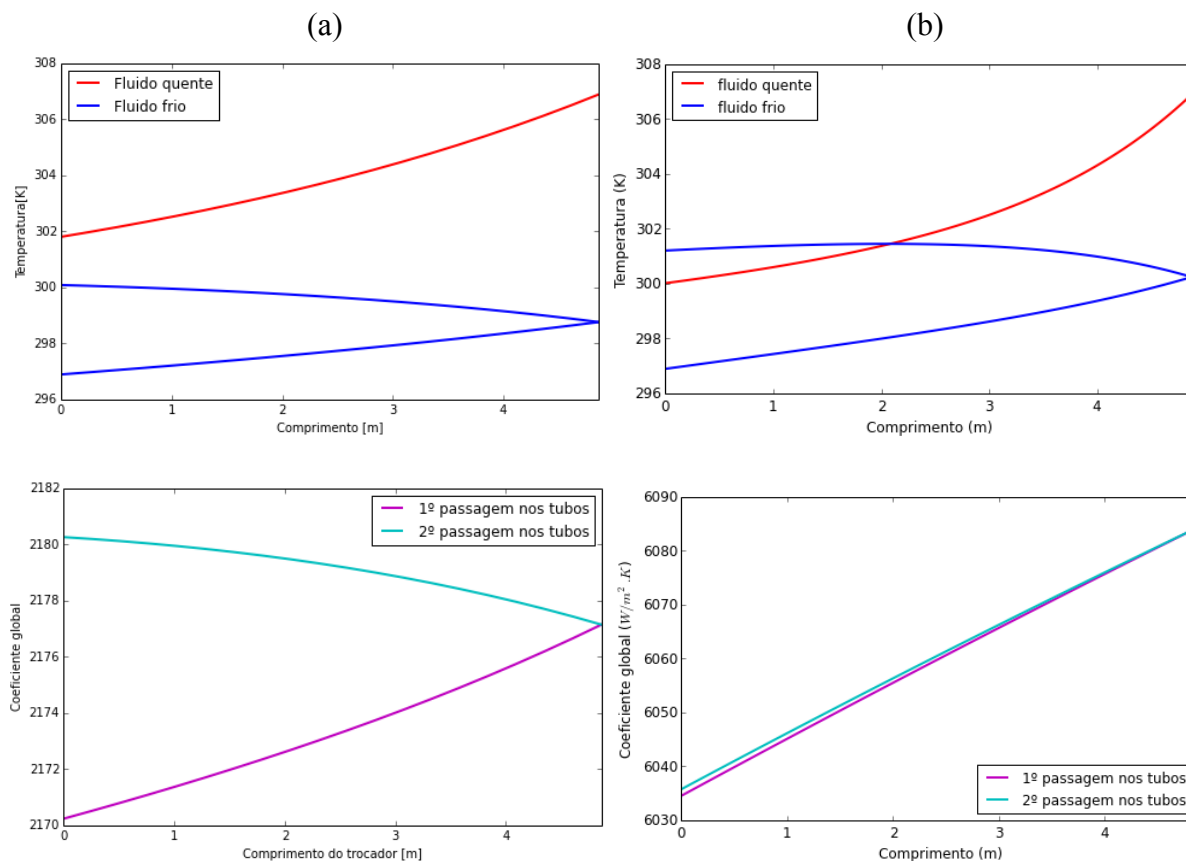 (a)
308
306
304
302
300
298
296
Temperatura[K]
Fluido quente
Fluido frio
0 1 2 3 4
Comprimento [m]
(b)
308
306
304
302
300
298
296
Temperatura (K)
fluido quente
fluido frio
0 1 2 3 4
Comprimento (m)
2182
2180
2178
2176
2174
2172
2170
Coeficiente global
1º passagem nos tubos
2º passagem nos tubos
0 1 2 3 4
Comprimento do trocador [m]
6090
6080
6070
6060
6050
6040
6030
Coeficiente global (W/m² .K)
1º passagem nos tubos
2º passagem nos tubos
0 1 2 3 4
Comprimento (m)